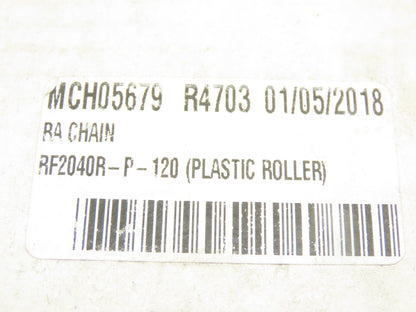 MCH05679 R4703 01/05/2018
RA CHAIN
RF2040R-P-120 (PLASTIC ROLLER)